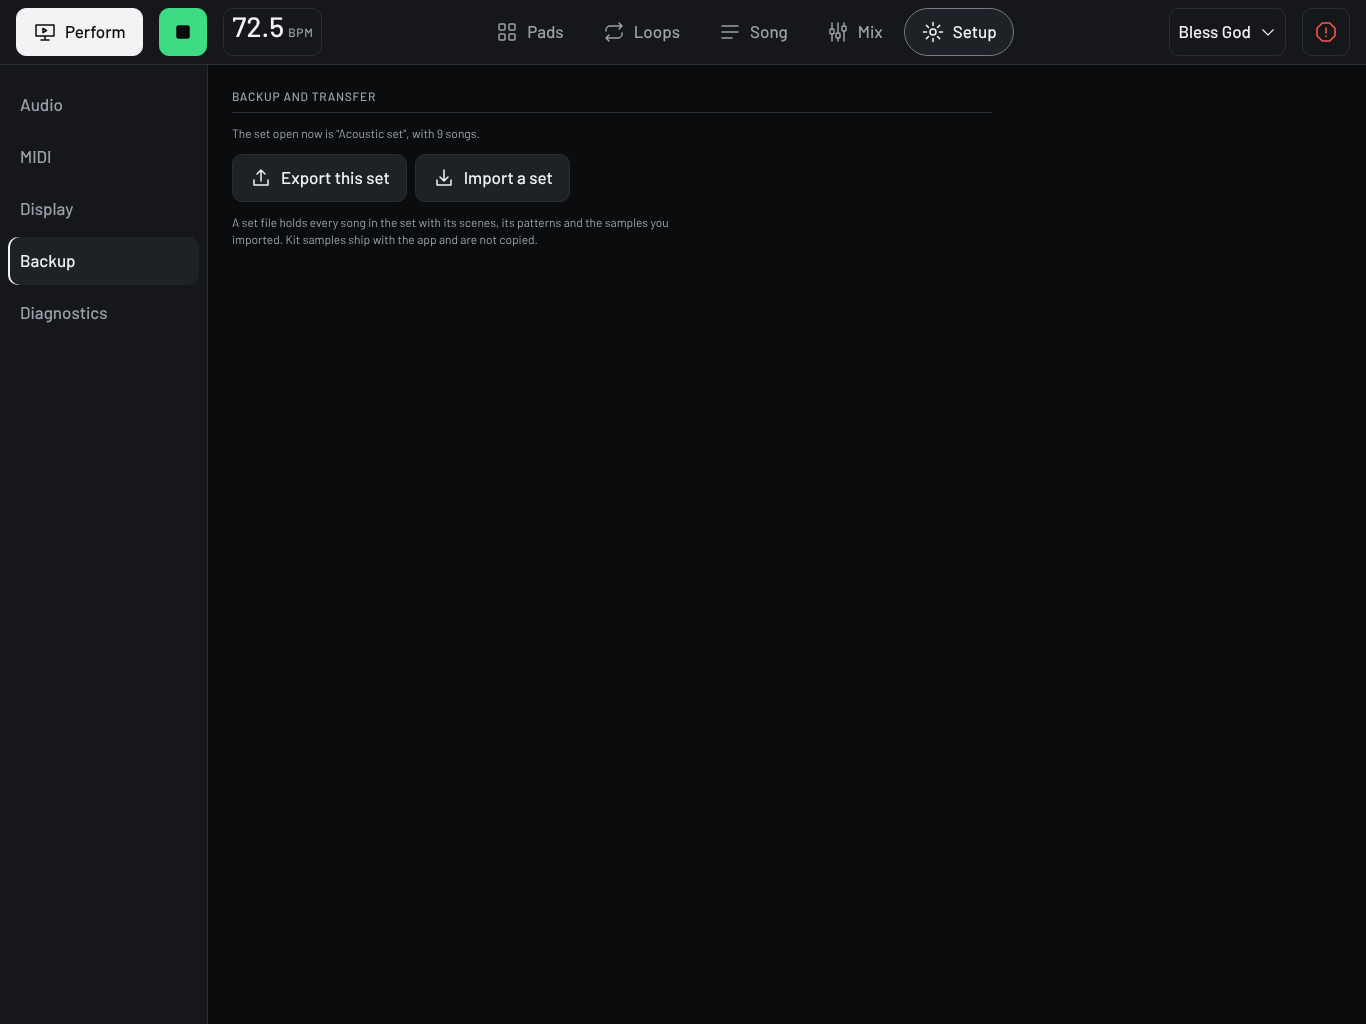 Perform
72.5 BPM
Pads
Loops
Song
Mix
Setup
Bless God
Audio
MIDI
Display
Backup
Diagnostics
BACKUP AND TRANSFER
The set open now is "Acoustic set", with 9 songs.
Export this set
Import a set
A set file holds every song in the set with its scenes, its patterns and the samples you
imported. Kit samples ship with the app and are not copied.